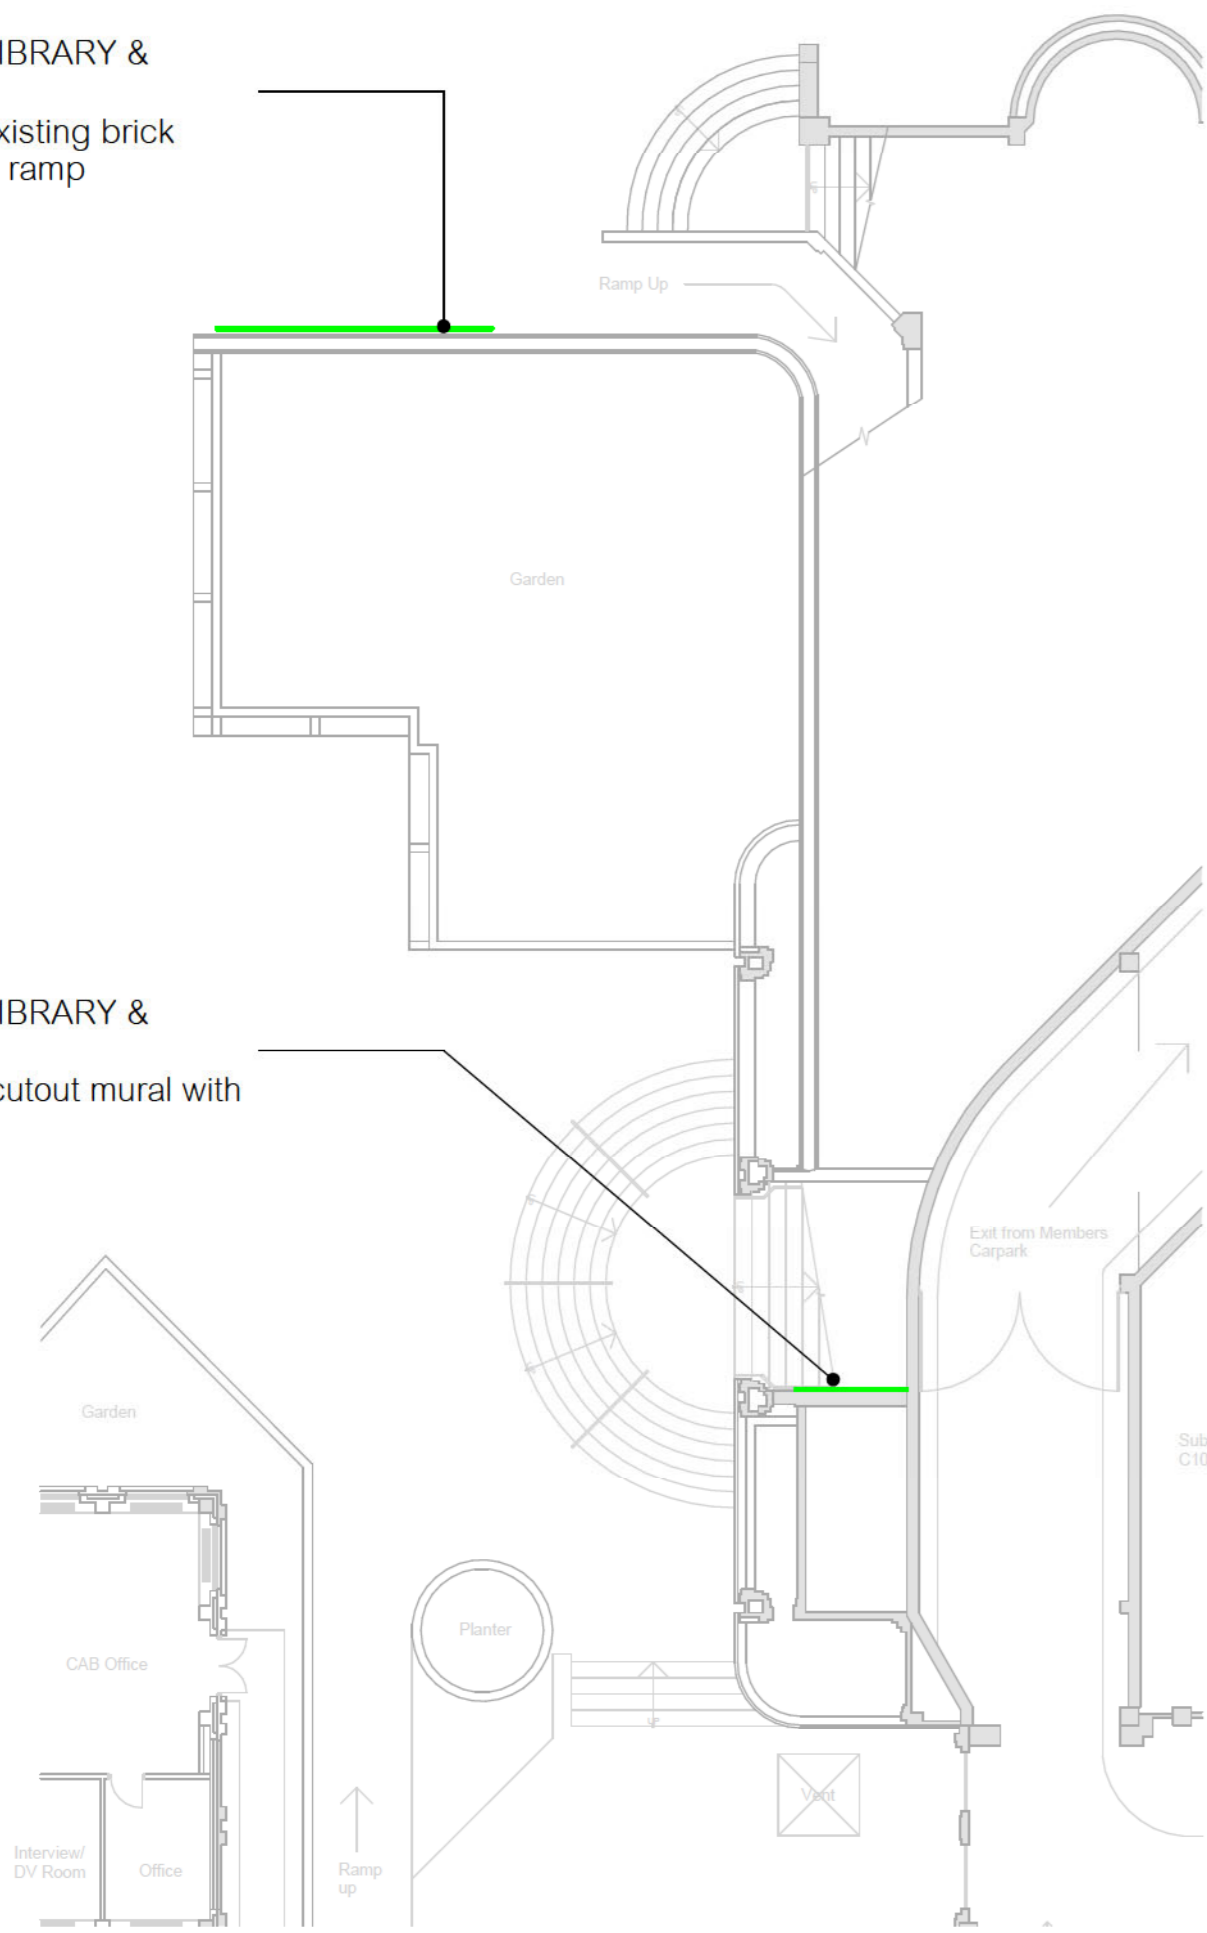 IBRARY &
xisting brick
ramp
Ramp Up
Garden
IBRARY &
cutout mural with
Exit from Members
Carpark
Garden
Sub
C10
Planter
CAB Office
Vent
Interview/
DV Room
Office
Ramp
up